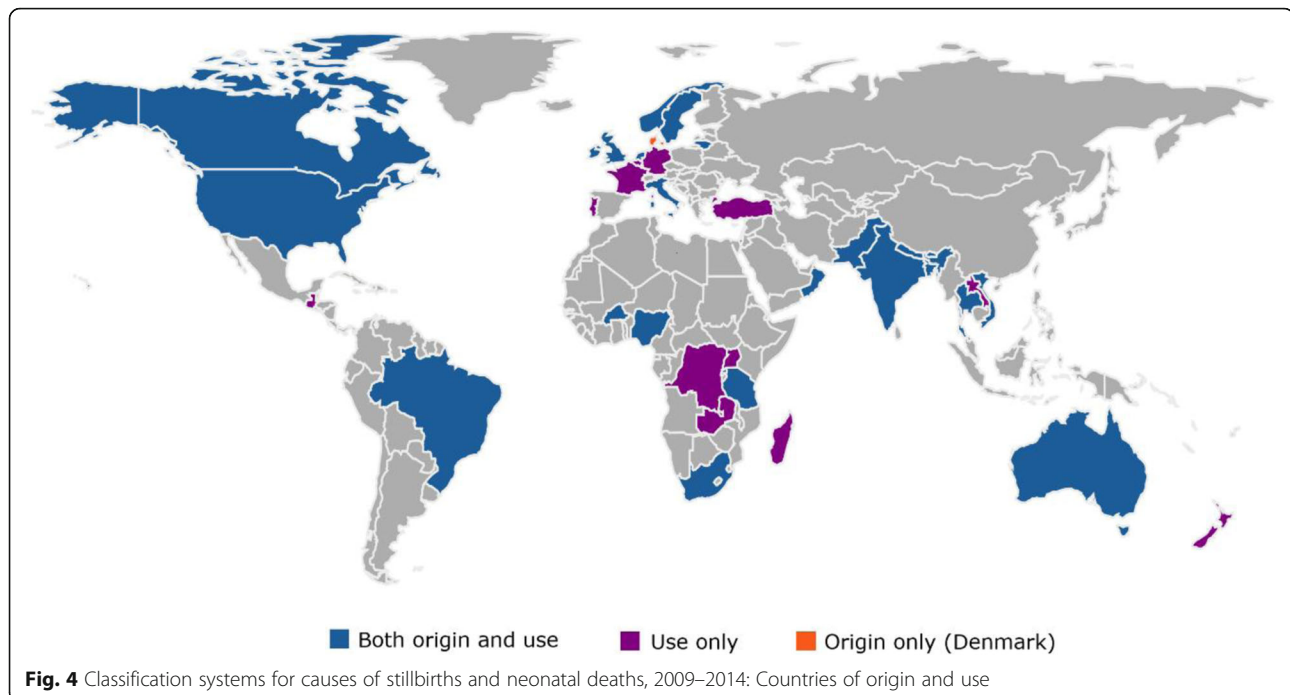 Both origin and use Use only Origin only (Denmark)
Fig. 4 Classification systems for causes of stillbirths and neonatal deaths, 2009–2014: Countries of origin and use